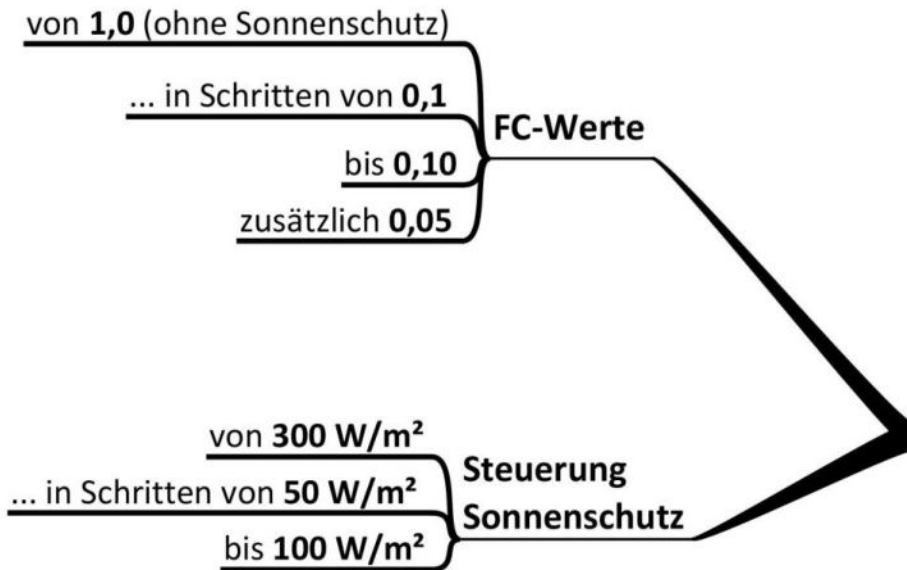 von 1,0 (ohne Sonnenschutz)
... in Schritten von 0,1
bis 0,10
zusätzlich 0,05
FC-Werte
von 300 W/m²
... in Schritten von 50 W/m²
bis 100 W/m²
Steuerung
Sonnenschutz